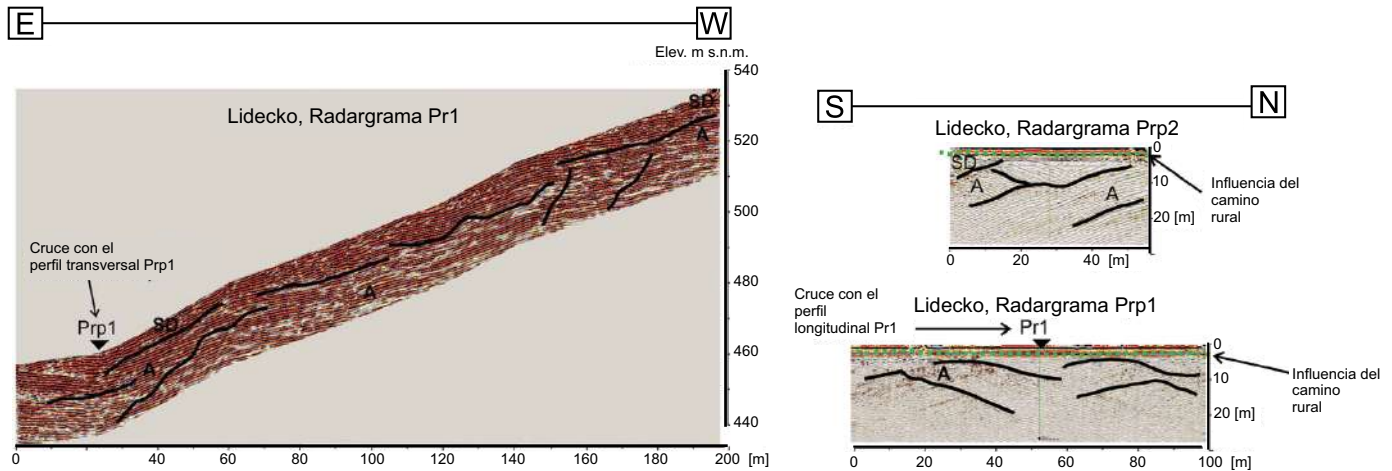 E W
Elev. m s.n.m.
Lidecko, Radargrama Pr1
540
520
500
480
460
440
SD
A
Cruce con el
perfil transversal Prp1
Prp1
SD
A
A
0 20 40 60 80 100 120 140 160 180 200 [m]
S N
Lidecko, Radargrama Prp2
0
10
20 [m]
SD
A
A
Influencia del
camino
rural
0 20 40 [m]
Lidecko, Radargrama Prp1
Cruce con el
perfil
longitudinal Pr1
Pr1
0
10
20 [m]
A
Influencia del
camino
rural
0 20 40 60 80 100 [m]